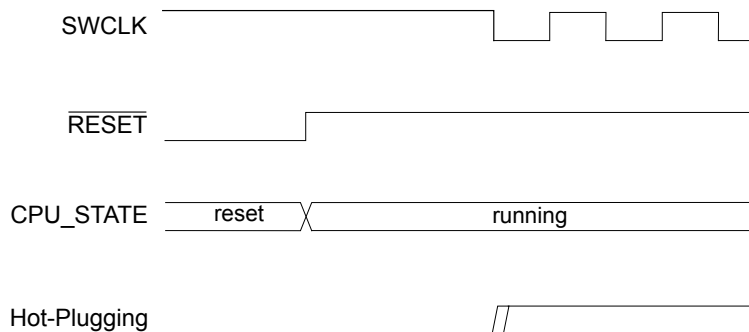 SWCLK
RESET
CPU_STATE reset running
Hot-Plugging